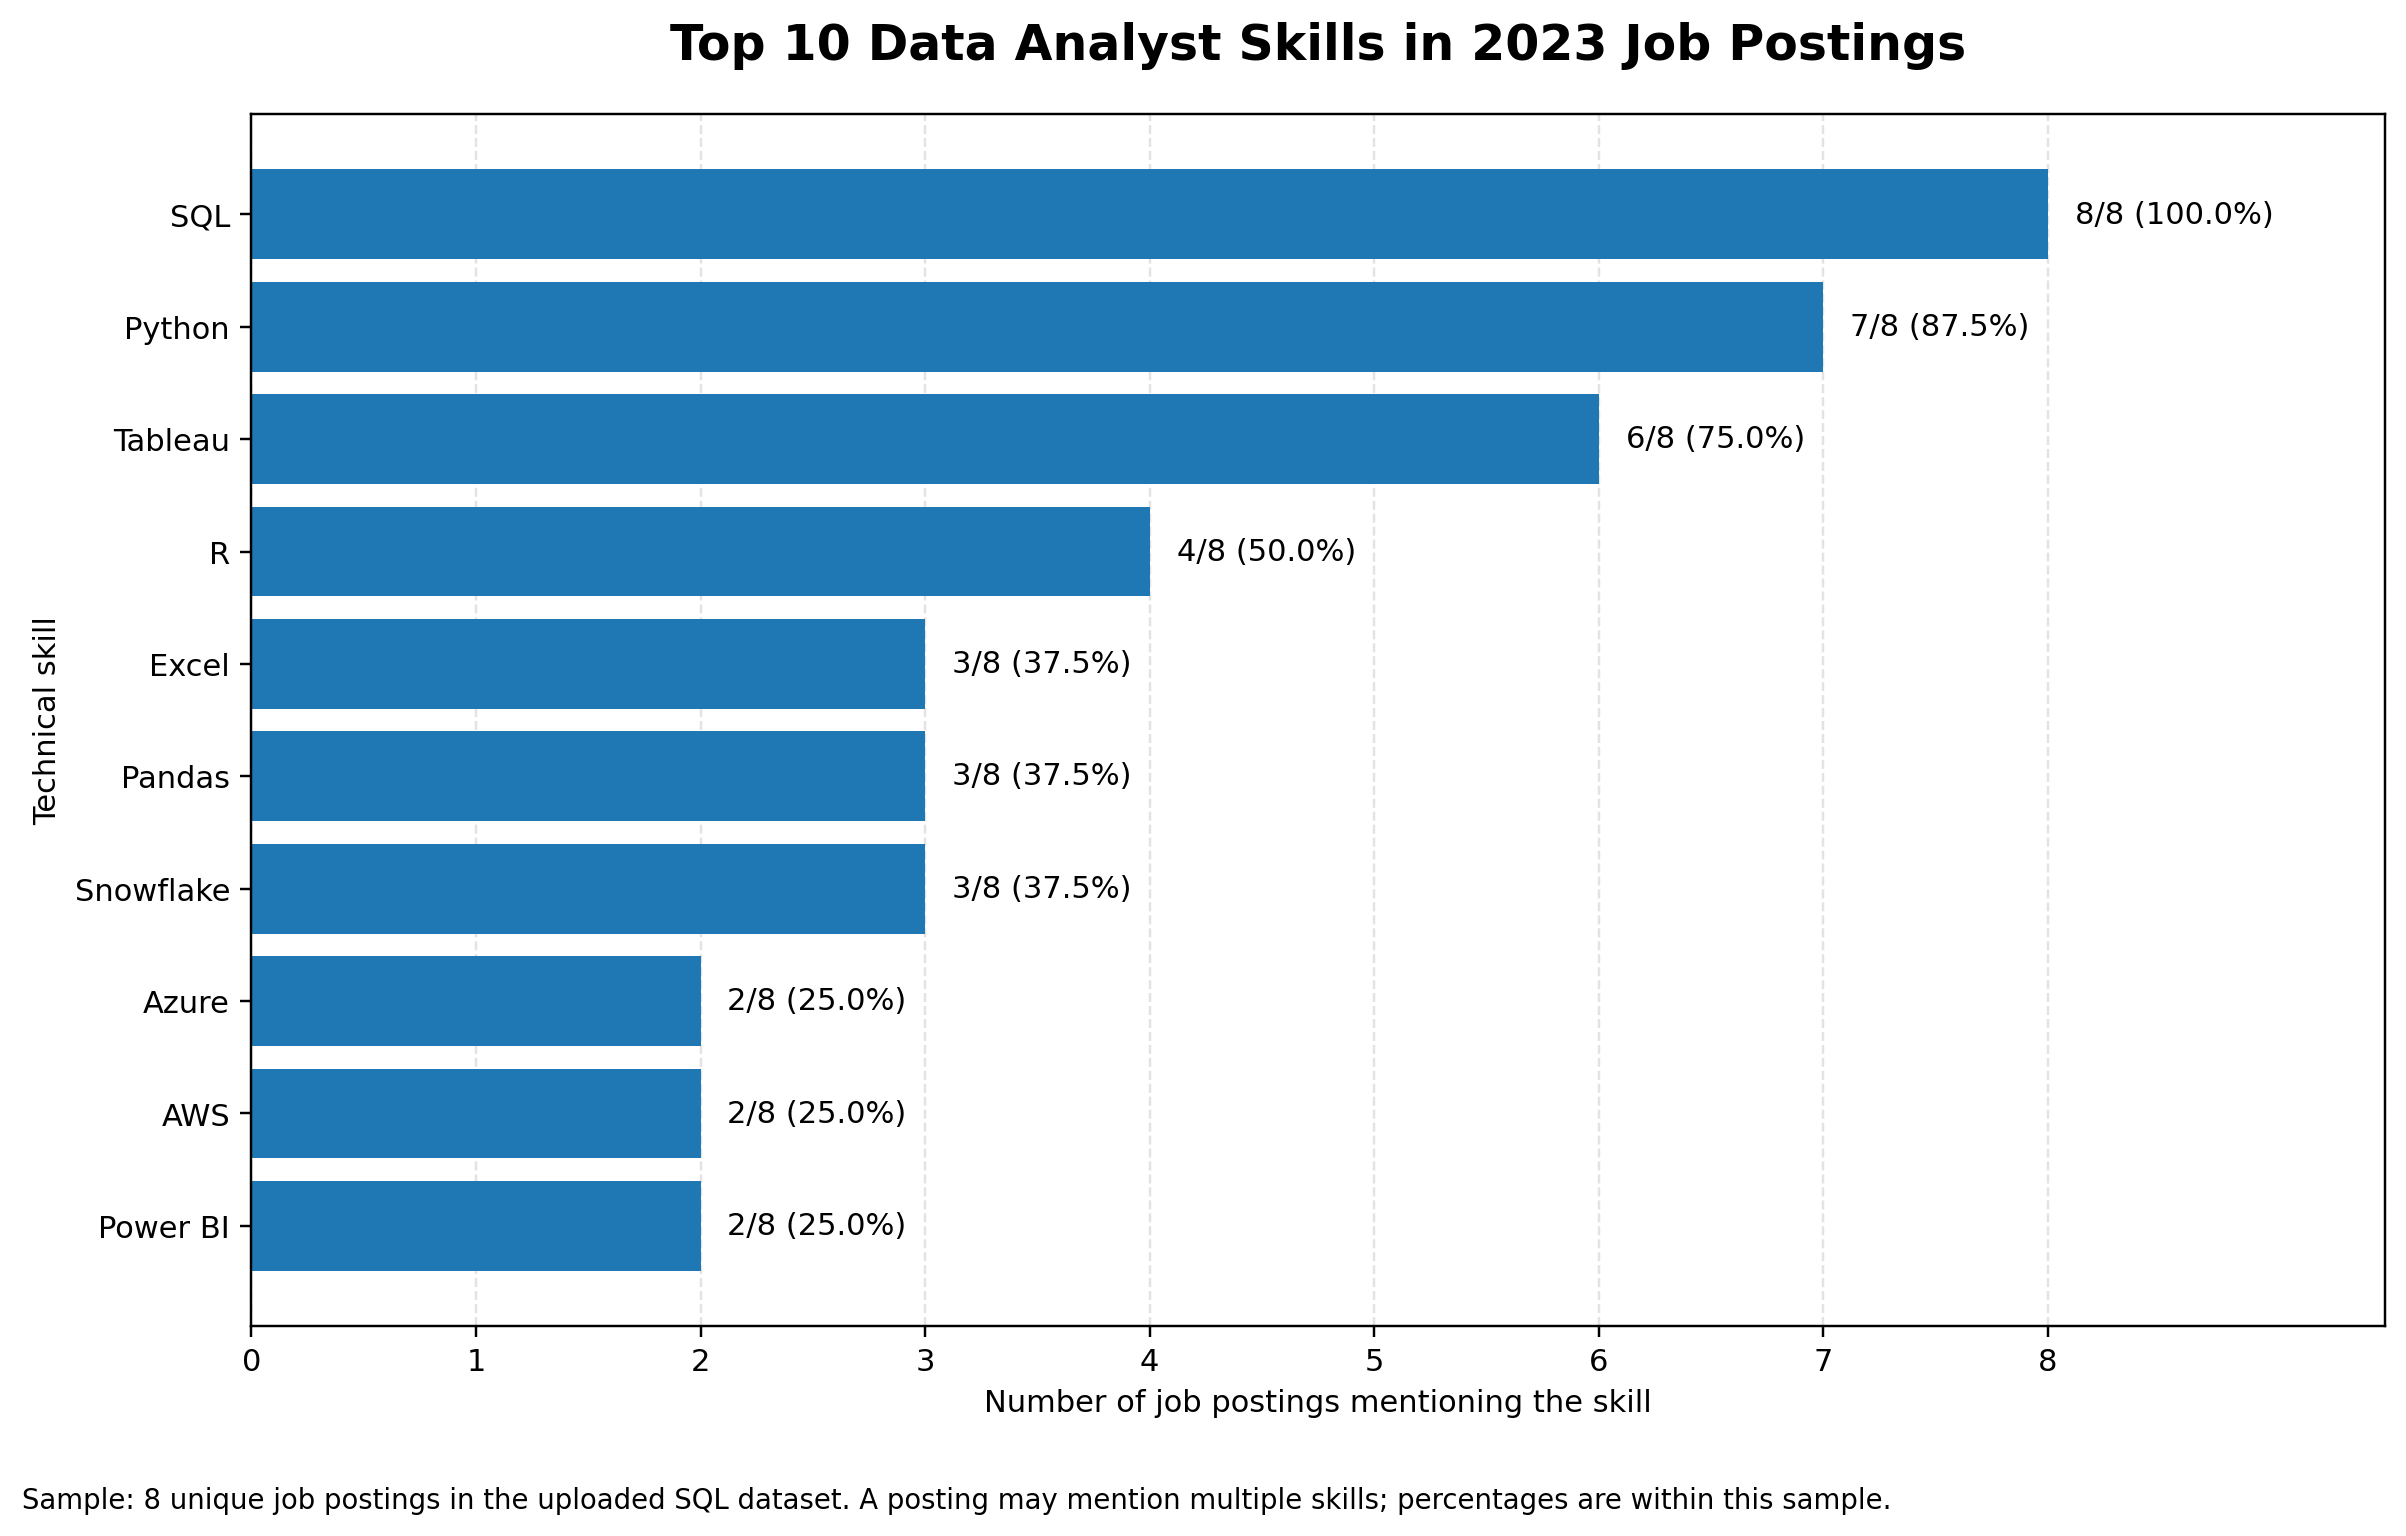 Top 10 Data Analyst Skills in 2023 Job Postings
SQL
8/8 (100.0%)
Python
7/8 (87.5%)
Tableau
6/8 (75.0%)
R
4/8 (50.0%)
Excel
3/8 (37.5%)
Pandas
3/8 (37.5%)
Snowflake
3/8 (37.5%)
Azure
2/8 (25.0%)
AWS
2/8 (25.0%)
Power BI
2/8 (25.0%)
Technical skill
0 1 2 3 4 5 6 7 8
Number of job postings mentioning the skill
Sample: 8 unique job postings in the uploaded SQL dataset. A posting may mention multiple skills; percentages are within this sample.